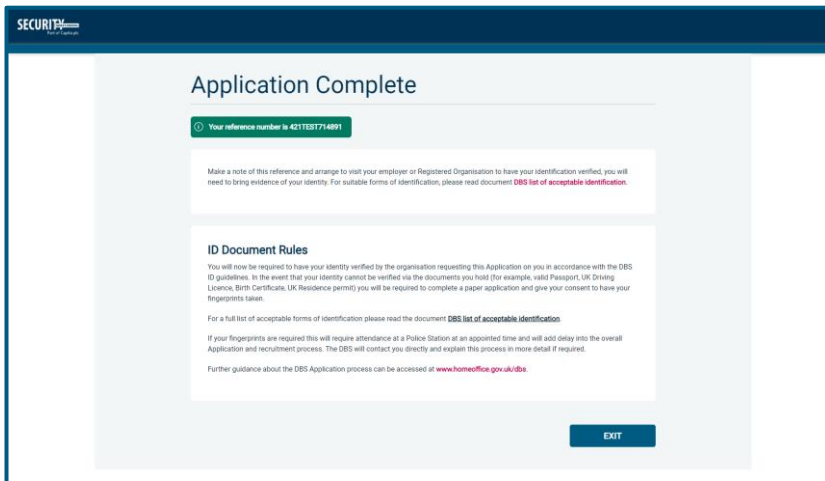 SECURITY
Part of Capita plc
Application Complete
Your reference number is 421TEST714891
Make a note of this reference and arrange to visit your employer or Registered Organisation to have your identification verified, you will
need to bring evidence of your identity. For suitable forms of identification, please read document DBS list of acceptable identification.
ID Document Rules
You will now be required to have your identity verified by the organisation requesting this Application on you in accordance with the DBS
ID guidelines. In the event that your identity cannot be verified via the documents you hold (for example, valid Passport, UK Driving
Licence, Birth Certificate, UK Residence permit) you will be required to complete a paper application and give your consent to have your
fingerprints taken.
For a full list of acceptable forms of identification please read the document DBS list of acceptable identification.
If your fingerprints are required this will require attendance at a Police Station at an appointed time and will add delay into the overall
Application and recruitment process. The DBS will contact you directly and explain this process in more detail if required.
Further guidance about the DBS Application process can be accessed at www.homeoffice.gov.uk/dbs.
EXIT